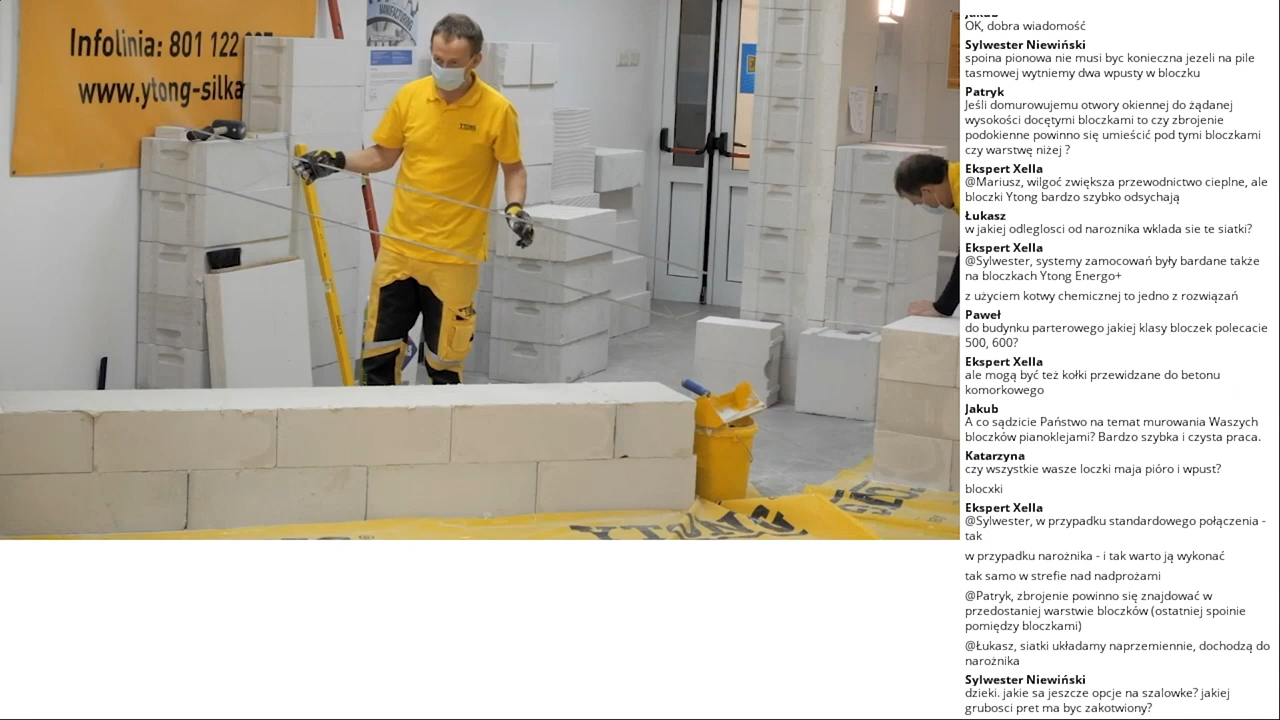 MANUFACTURING
Infolinia: 801 122
www.ytong-silka
YTONG
YTONG
Jakub
OK, dobra wiadomość
Sylwester Niewiński
spoina pionowa nie musi byc konieczna jezeli na pile
tasmowej wytniemy dwa wpusty w bloczku
Patryk
Jeśli domurowujemu otwory okiennej do żądanej
wysokości docętymi bloczkami to czy zbrojenie
podokienne powinno się umieścić pod tymi bloczkami
czy warstwę niżej ?
Ekspert Xella
@Mariusz, wilgoć zwiększa przewodnictwo cieplne, ale
bloczki Ytong bardzo szybko odsychają
Łukasz
w jakiej odleglosci od naroznika wklada sie te siatki?
Ekspert Xella
@Sylwester, systemy zamocowań były bardane także
na bloczkach Ytong Energo+
z użyciem kotwy chemicznej to jedno z rozwiązań
Paweł
do budynku parterowego jakiej klasy bloczek polecacie
500, 600?
Ekspert Xella
ale mogą być też kołki przewidzane do betonu
komorkowego
Jakub
A co sądzicie Państwo na temat murowania Waszych
bloczków pianoklejami? Bardzo szybka i czysta praca.
Katarzyna
czy wszystkie wasze loczki maja pióro i wpust?
blocxki
Ekspert Xella
@Sylwester, w przypadku standardowego połączenia -
tak
w przypadku narożnika - i tak warto ją wykonać
tak samo w strefie nad nadprożami
@Patryk, zbrojenie powinno się znajdować w
przedostaniej warstwie bloczków (ostatniej spoinie
pomiędzy bloczkami)
@Łukasz, siatki układamy naprzemiennie, dochodzą do
narożnika
Sylwester Niewiński
dzieki. jakie sa jeszcze opcje na szalowke? jakiej
grubosci pret ma byc zakotwiony?